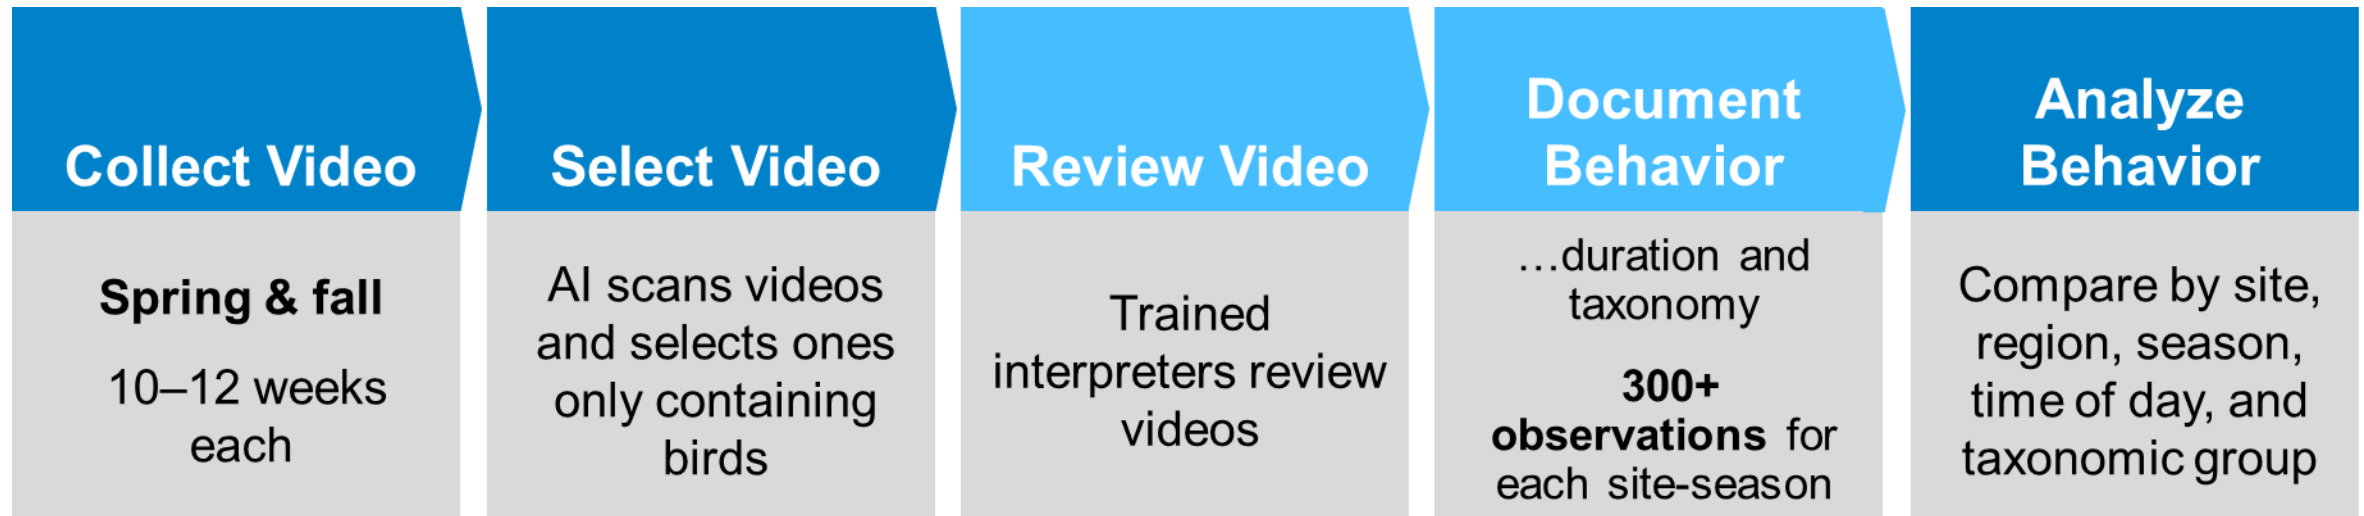 Collect Video
Spring & fall
10–12 weeks
each
Select Video
AI scans videos
and selects ones
only containing
birds
Review Video
Trained
interpreters review
videos
Document
Behavior
…duration and
taxonomy
300+
observations for
each site-season
Analyze
Behavior
Compare by site,
region, season,
time of day, and
taxonomic group